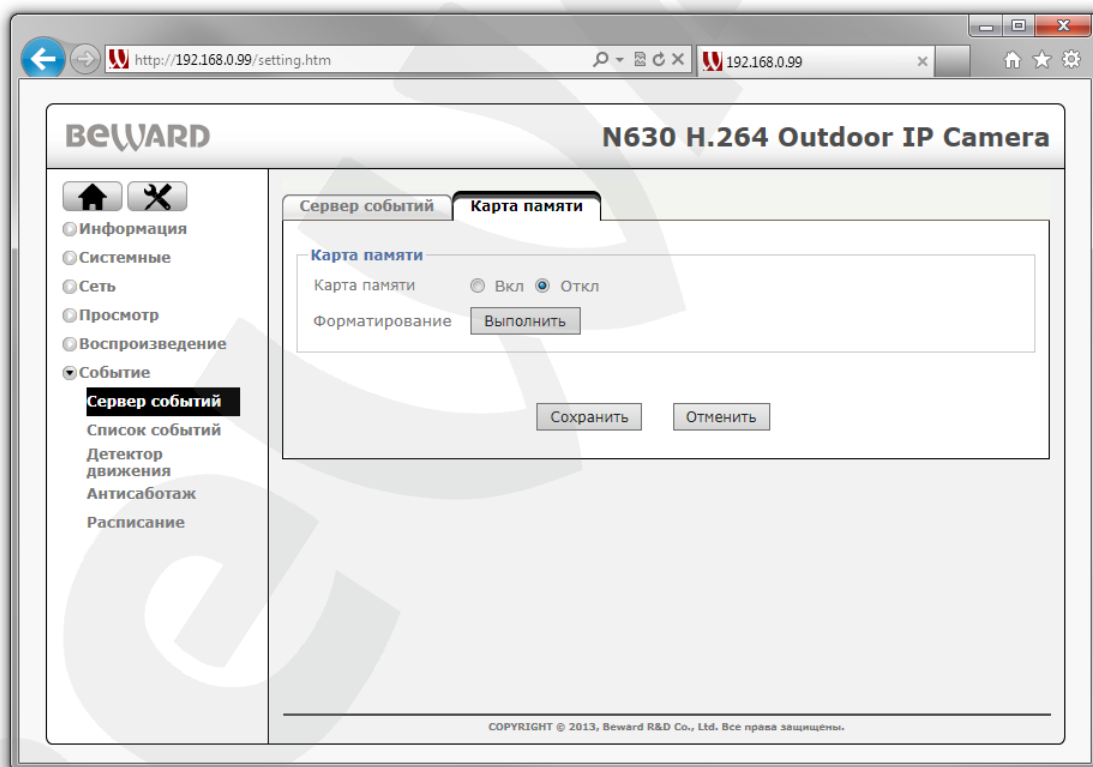 http://192.168.0.99/setting.htm
192.168.0.99
BEWARD
N630 H.264 Outdoor IP Camera
Сервер событий
Карта памяти
Информация
Системные
Сеть
Просмотр
Воспроизведение
Событие
Сервер событий
Список событий
Детектор
движения
Антисаботаж
Расписание
Карта памяти
Карта памяти Вкл Откл
Форматирование Выполнить
Сохранить Отменить
COPYRIGHT © 2013, Beward R&D Co., Ltd. Все права защищены.